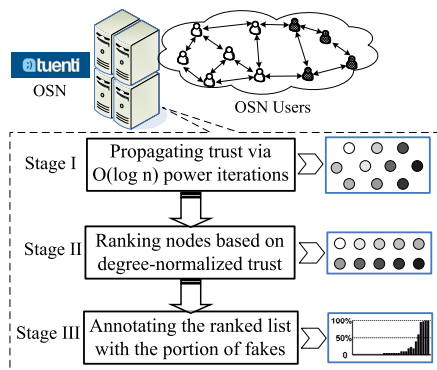 tuenti
OSN
OSN Users
Stage I
Propagating trust via
O(log n) power iterations
Stage II
Ranking nodes based on
degree-normalized trust
Stage III
Annotating the ranked list
with the portion of fakes
100%
50%
0